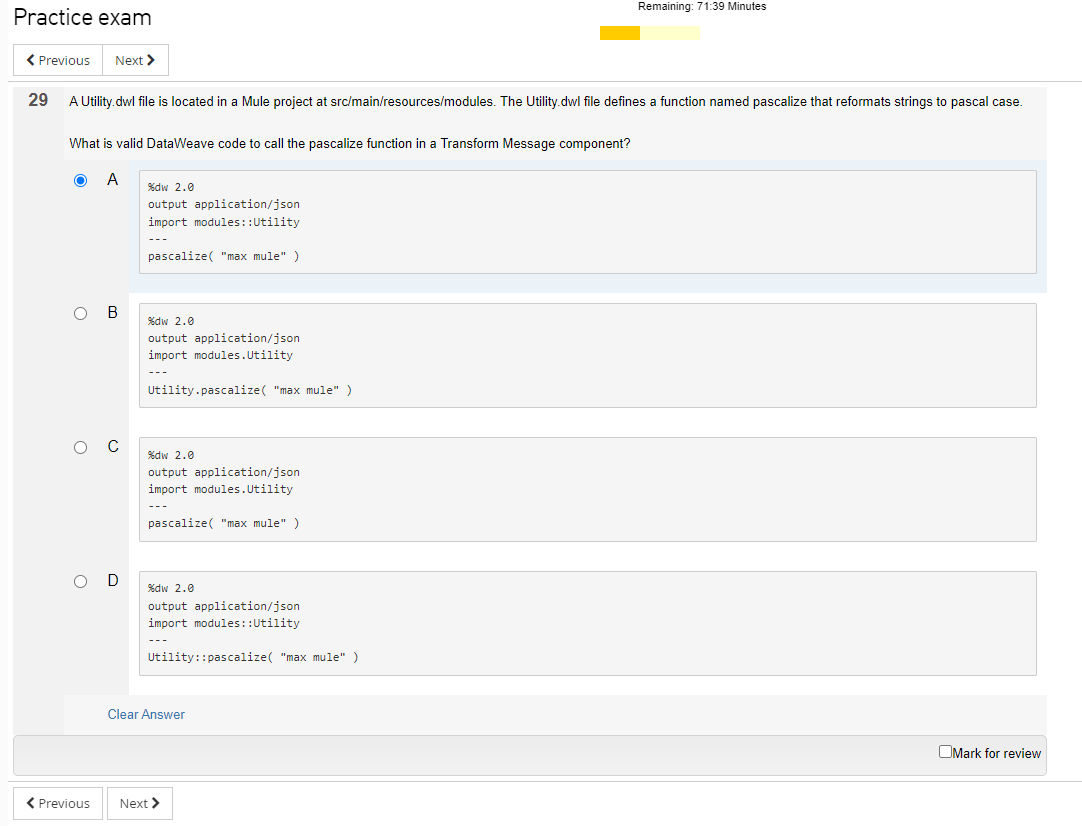 Practice exam
Remaining: 71:39 Minutes
Previous
Next
29
A Utility.dwl file is located in a Mule project at src/main/resources/modules. The Utility.dwl file defines a function named pascalize that reformats strings to pascal case.
What is valid DataWeave code to call the pascalize function in a Transform Message component?
A
%dw 2.0
output application/json
import modules::Utility
---
pascalize( "max mule" )
B
%dw 2.0
output application/json
import modules.Utility
---
Utility.pascalize( "max mule" )
C
%dw 2.0
output application/json
import modules.Utility
---
pascalize( "max mule" )
D
%dw 2.0
output application/json
import modules::Utility
---
Utility::pascalize( "max mule" )
Clear Answer
Mark for review
Previous
Next